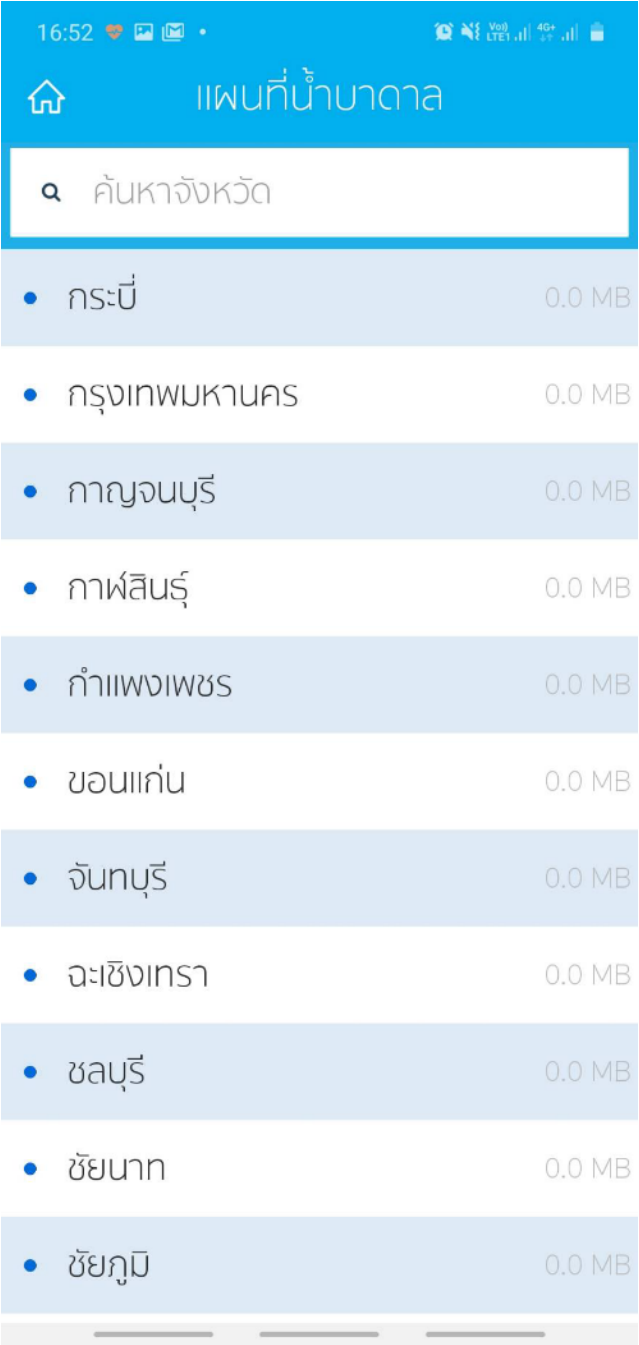 16:52 Vo)) LTE1 4G+
แผนที่น้ำบาดาล
ค้นหาจังหวัด
กระบี่ 0.0 MB
กรุงเทพมหานคร 0.0 MB
กาญจนบุรี 0.0 MB
กาฬสินธุ์ 0.0 MB
กำแพงเพชร 0.0 MB
ขอนแก่น 0.0 MB
จันทบุรี 0.0 MB
ฉะเชิงเทรา 0.0 MB
ชลบุรี 0.0 MB
ชัยนาท 0.0 MB
ชัยภูมิ 0.0 MB